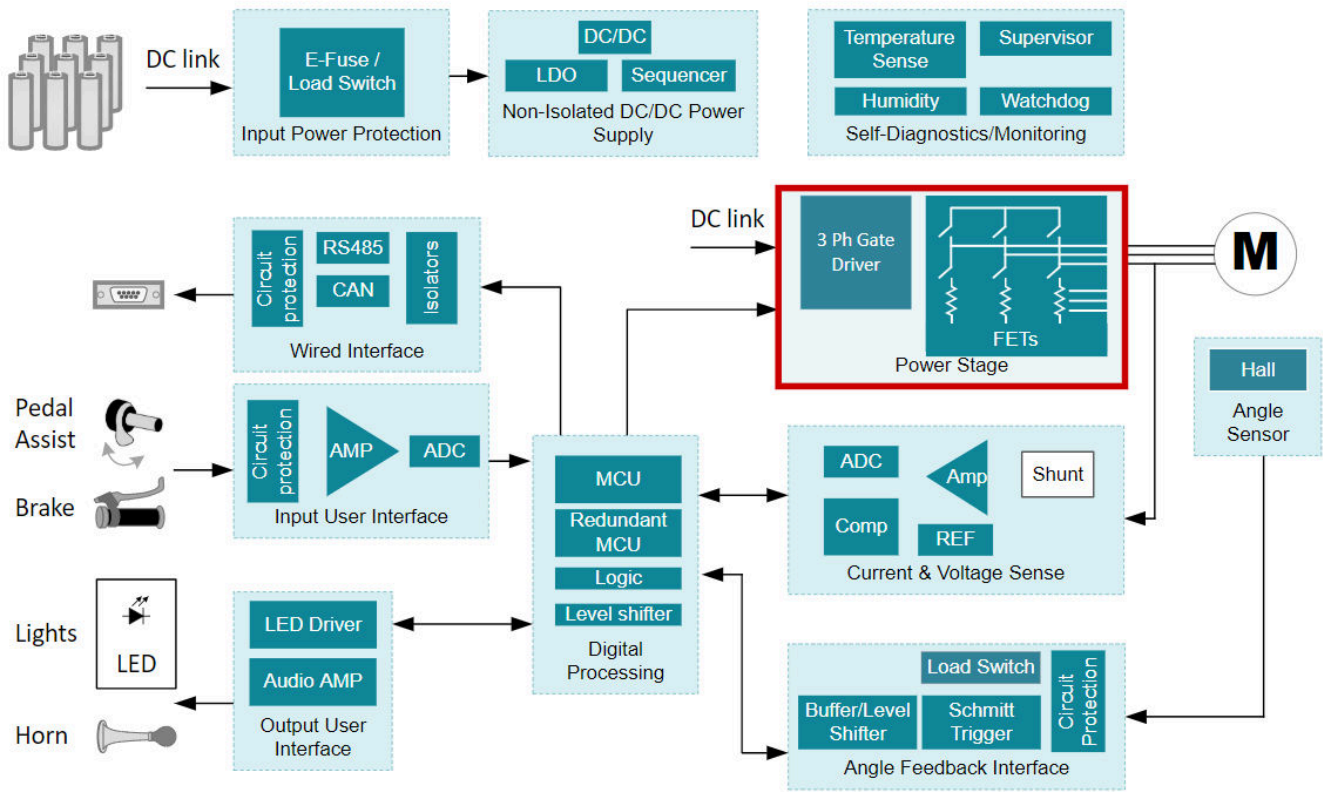 DC link
E-Fuse /
Load Switch
Input Power Protection
DC/DC
LDO
Sequencer
Non-Isolated DC/DC Power
Supply
Temperature
Sense
Supervisor
Humidity
Watchdog
Self-Diagnostics/Monitoring
DC link
3 Ph Gate
Driver
FETs
Power Stage
M
Circuit
protection
RS485
CAN
Isolators
Wired Interface
Hall
Angle
Sensor
Pedal
Assist
Brake
Circuit
protection
AMP
ADC
Input User Interface
MCU
Redundant
MCU
Logic
Level shifter
Digital
Processing
ADC
Amp
Shunt
Comp
REF
Current & Voltage Sense
Lights
LED
Horn
LED Driver
Audio AMP
Output User
Interface
Load Switch
Buffer/Level
Shifter
Schmitt
Trigger
Circuit
Protection
Angle Feedback Interface